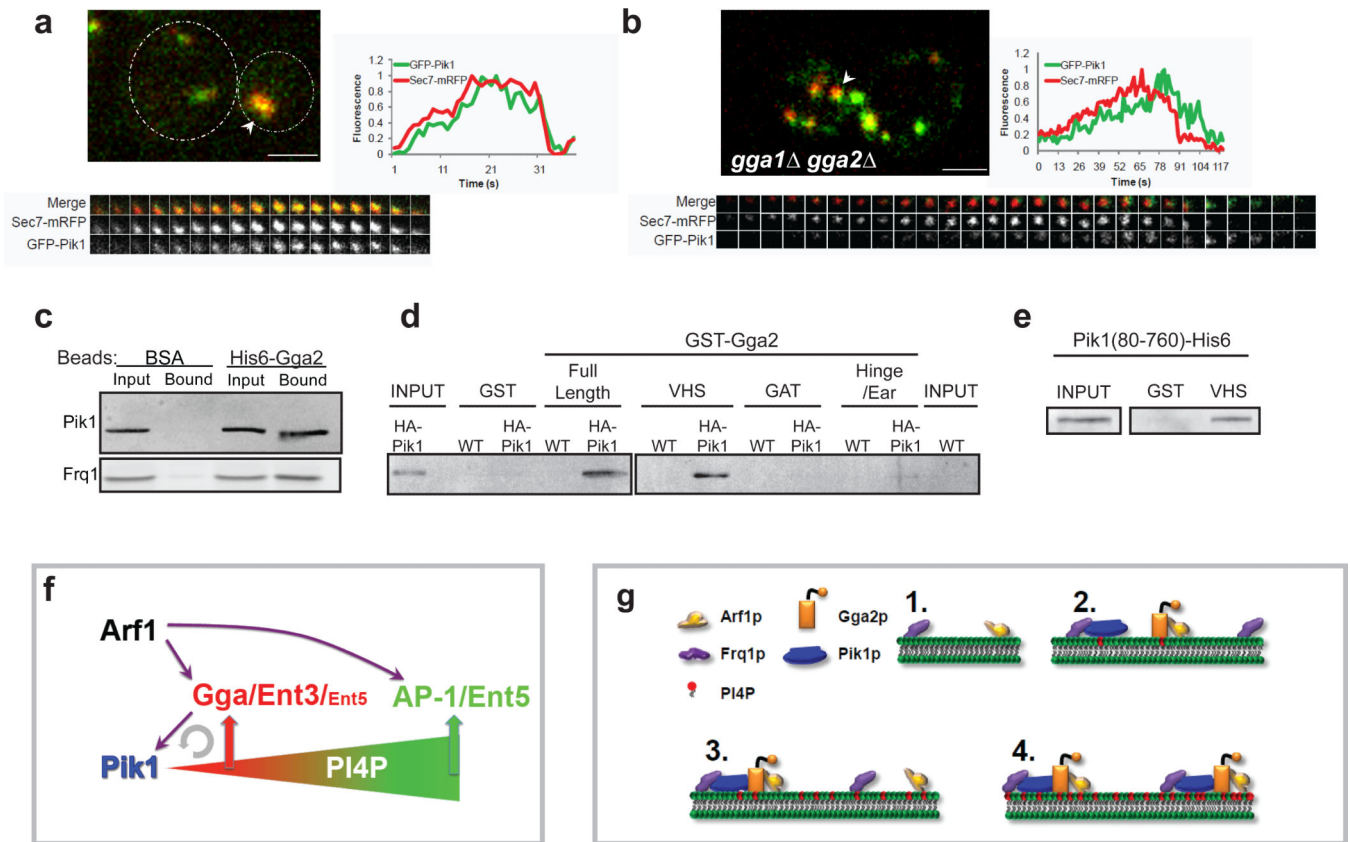 a
GFP-Pik1
Sec7-mRFP
Fluorescence
1.2
1
0.8
0.6
0.4
0.2
0
1 11 21 31
Time (s)
Merge
Sec7-mRFP
GFP-Pik1
b
gga1Δ gga2Δ
GFP-Pik1
Sec7-mRFP
Fluorescence
1.2
1
0.8
0.6
0.4
0.2
0
0 13 26 39 52 65 78 91 104 117
Time (s)
Merge
Sec7-mRFP
GFP-Pik1
c
Beads: BSA His6-Gga2
Input Bound Input Bound
Pik1
Frq1
d
GST-Gga2
Full Hinge
INPUT GST Length VHS GAT /Ear INPUT
HA- HA- HA- HA- HA- HA-
Pik1 WT Pik1 WT Pik1 WT Pik1 WT Pik1 WT Pik1 WT
e
Pik1(80-760)-His6
INPUT GST VHS
f
Arf1
Gga/Ent3/Ent5 AP-1/Ent5
Pik1 PI4P
g
Arf1p Gga2p
Frq1p Pik1p
PI4P
1. 2.
3. 4.